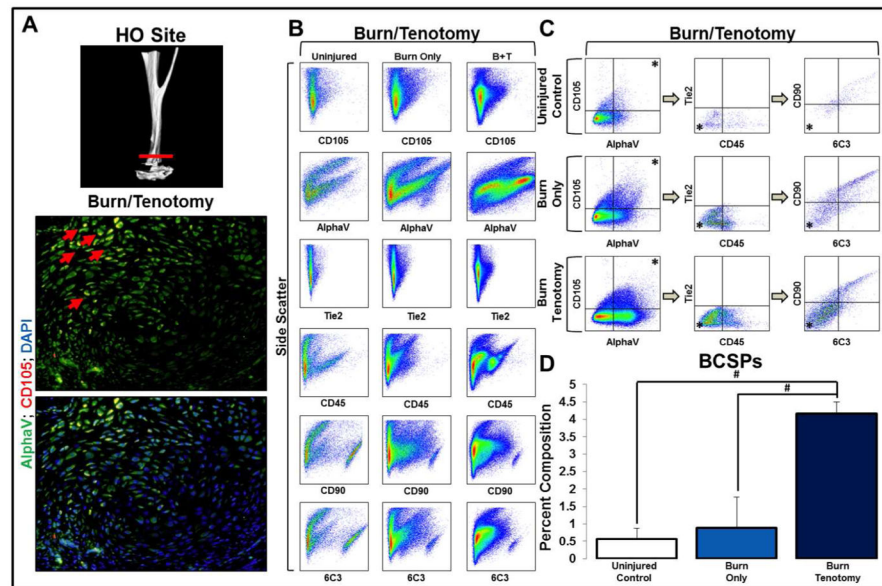 A
HO Site
Burn/Tenotomy
AlphaV; CD105; DAPI
B
Burn/Tenotomy
Uninjured Burn Only B+T
Side Scatter
CD105 CD105 CD105
AlphaV AlphaV AlphaV
Tie2 Tie2 Tie2
CD45 CD45 CD45
CD90 CD90 CD90
6C3 6C3 6C3
C
Burn/Tenotomy
Uninjured
Control
CD105
*
Tie2
*
CD90
*
AlphaV CD45 6C3
Burn
Only
CD105
*
Tie2
*
CD90
*
AlphaV CD45 6C3
Burn
Tenotomy
CD105
*
Tie2
*
CD90
*
AlphaV CD45 6C3
D
BCSPs
Percent Composition
5
4.5
4
3.5
3
2.5
2
1.5
1
0.5
0
#
#
Uninjured
Control
Burn
Only
Burn
Tenotomy